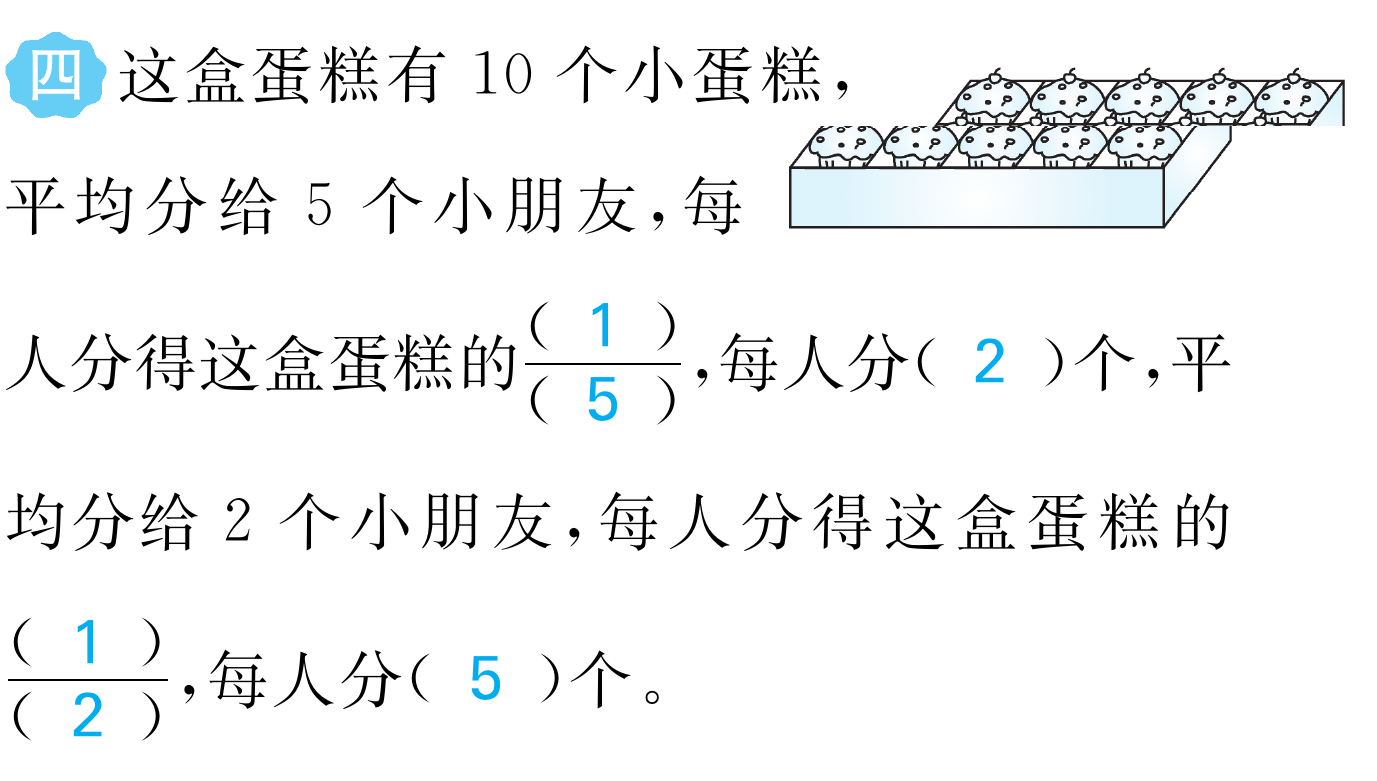 四 这盒蛋糕有 10 个小蛋糕，
平均分给 5 个小朋友，每
人分得这盒蛋糕的( 1 )/( 5 ),每人分( 2 )个,平
均分给 2 个小朋友,每人分得这盒蛋糕的
( 1 )/( 2 ),每人分( 5 )个。